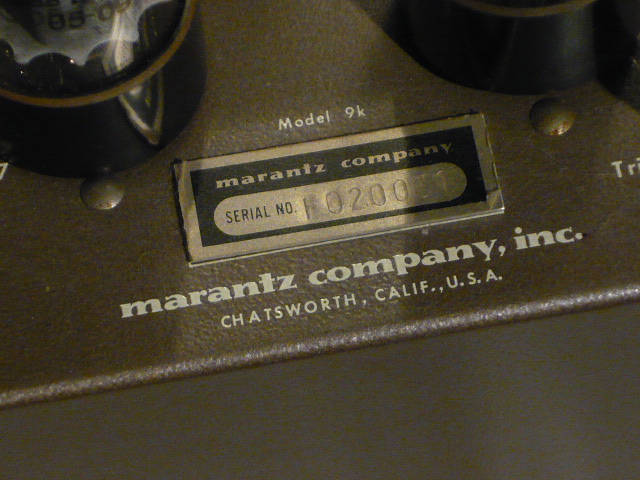 Model 9k
marantz company
SERIAL NO.
marantz company, inc.
CHATSWORTH, CALIF., U.S.A.